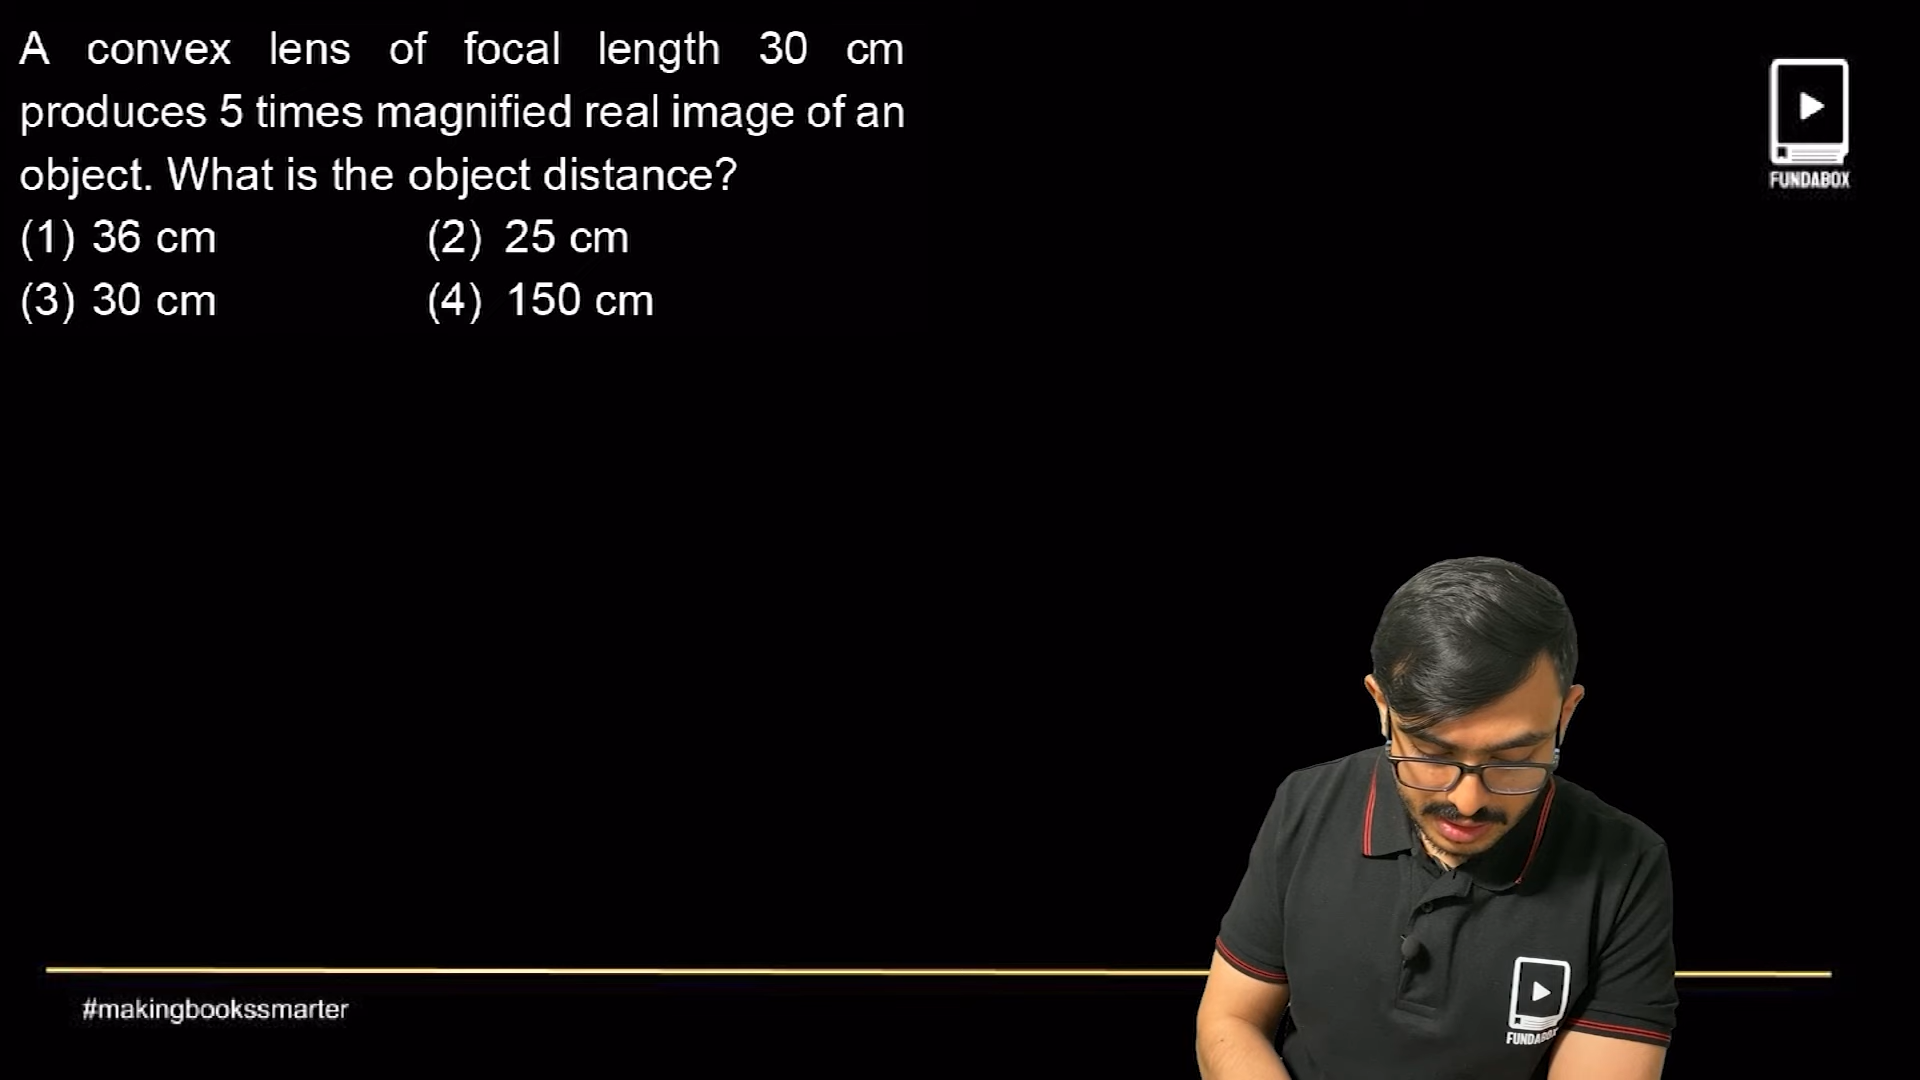 A convex lens of focal length 30 cm
produces 5 times magnified real image of an
object. What is the object distance?
(1) 36 cm (2) 25 cm
(3) 30 cm (4) 150 cm
FUNDABOX
#makingbookssmarter
FUNDABOX